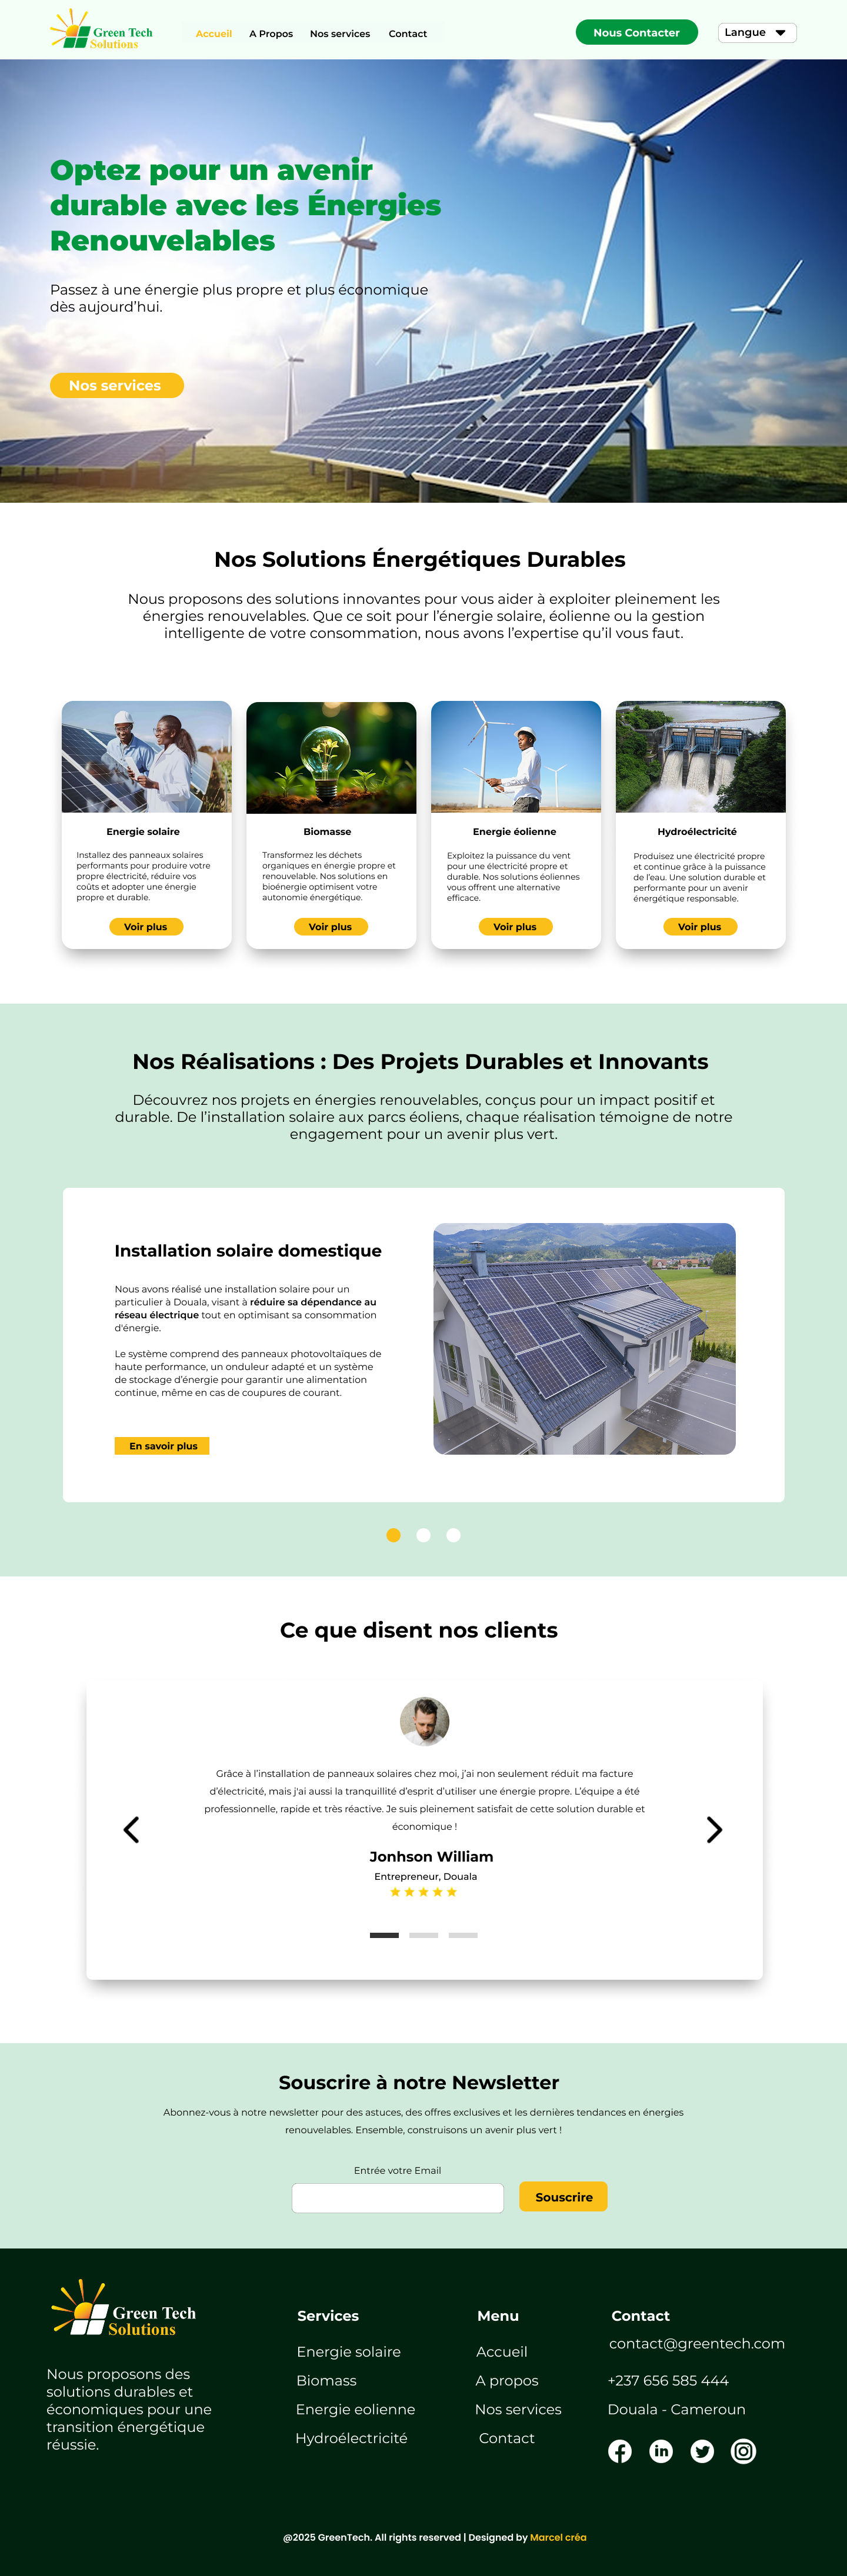 Green Tech
Solutions
Accueil A Propos Nos services Contact
Nous Contacter
Langue
Optez pour un avenir
durable avec les Énergies
Renouvelables
Passez à une énergie plus propre et plus économique
dès aujourd'hui.
Nos services
Nos Solutions Énergétiques Durables
Nous proposons des solutions innovantes pour vous aider à exploiter pleinement les
énergies renouvelables. Que ce soit pour l'énergie solaire, éolienne ou la gestion
intelligente de votre consommation, nous avons l'expertise qu'il vous faut.
Energie solaire
Installez des panneaux solaires
performants pour produire votre
propre électricité, réduire vos
coûts et adopter une énergie
propre et durable.
Voir plus
Biomasse
Transformez les déchets
organiques en énergie propre et
renouvelable. Nos solutions en
bioénergie optimisent votre
autonomie énergétique.
Voir plus
Energie éolienne
Exploitez la puissance du vent
pour une électricité propre et
durable. Nos solutions éoliennes
vous offrent une alternative
efficace.
Voir plus
Hydroélectricité
Produisez une électricité propre
et continue grâce à la puissance
de l'eau. Une solution durable et
performante pour un avenir
énergétique responsable.
Voir plus
Nos Réalisations : Des Projets Durables et Innovants
Découvrez nos projets en énergies renouvelables, conçus pour un impact positif et
durable. De l'installation solaire aux parcs éoliens, chaque réalisation témoigne de notre
engagement pour un avenir plus vert.
Installation solaire domestique
Nous avons réalisé une installation solaire pour un
particulier à Douala, visant à réduire sa dépendance au
réseau électrique tout en optimisant sa consommation
d'énergie.
Le système comprend des panneaux photovoltaïques de
haute performance, un onduleur adapté et un système
de stockage d'énergie pour garantir une alimentation
continue, même en cas de coupures de courant.
En savoir plus
Ce que disent nos clients
Grâce à l'installation de panneaux solaires chez moi, j'ai non seulement réduit ma facture
d'électricité, mais j'ai aussi la tranquillité d'esprit d'utiliser une énergie propre. L'équipe a été
professionnelle, rapide et très réactive. Je suis pleinement satisfait de cette solution durable et
économique !
Jonhson William
Entrepreneur, Douala
Souscrire à notre Newsletter
Abonnez-vous à notre newsletter pour des astuces, des offres exclusives et les dernières tendances en énergies
renouvelables. Ensemble, construisons un avenir plus vert !
Entrée votre Email
Souscrire
Green Tech
Solutions
Nous proposons des
solutions durables et
économiques pour une
transition énergétique
réussie.
Services
Energie solaire
Biomass
Energie eolienne
Hydroélectricité
Menu
Accueil
A propos
Nos services
Contact
Contact
contact@greentech.com
+237 656 585 444
Douala - Cameroun
@2025 GreenTech. All rights reserved | Designed by Marcel créa